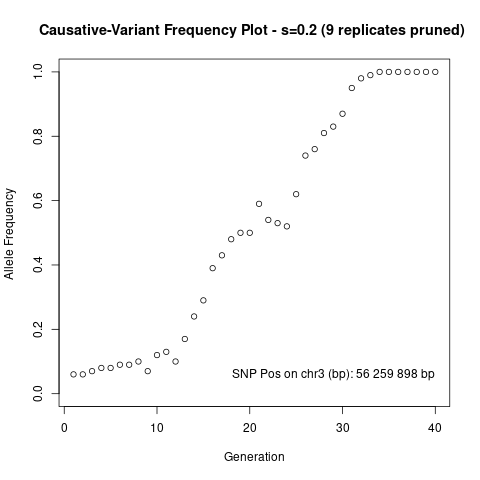 Causative-Variant Frequency Plot - s=0.2 (9 replicates pruned)
1.0
0.8
0.6
0.4
0.2
0.0
Allele Frequency
SNP Pos on chr3 (bp): 56 259 898 bp
0 10 20 30 40
Generation